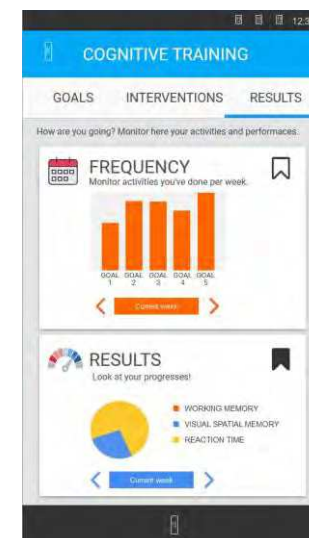 12:3
COGNITIVE TRAINING
GOALS INTERVENTIONS RESULTS
How are you going? Monitor here your activities and performaces.
FREQUENCY
Monitor activities you've done per week.
GOAL GOAL GOAL GOAL GOAL
1 2 3 4 5
Current week
RESULTS
Look at your progresses!
WORKING MEMORY
VISUAL SPATIAL MEMORY
REACTION TIME
Current week